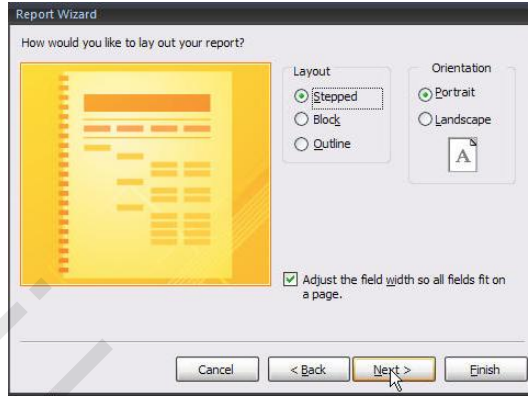 Report Wizard
How would you like to lay out your report?
Layout
Stepped
Block
Outline
Orientation
Portrait
Landscape
A
Adjust the field width so all fields fit on
a page.
Cancel
< Back
Next >
Finish